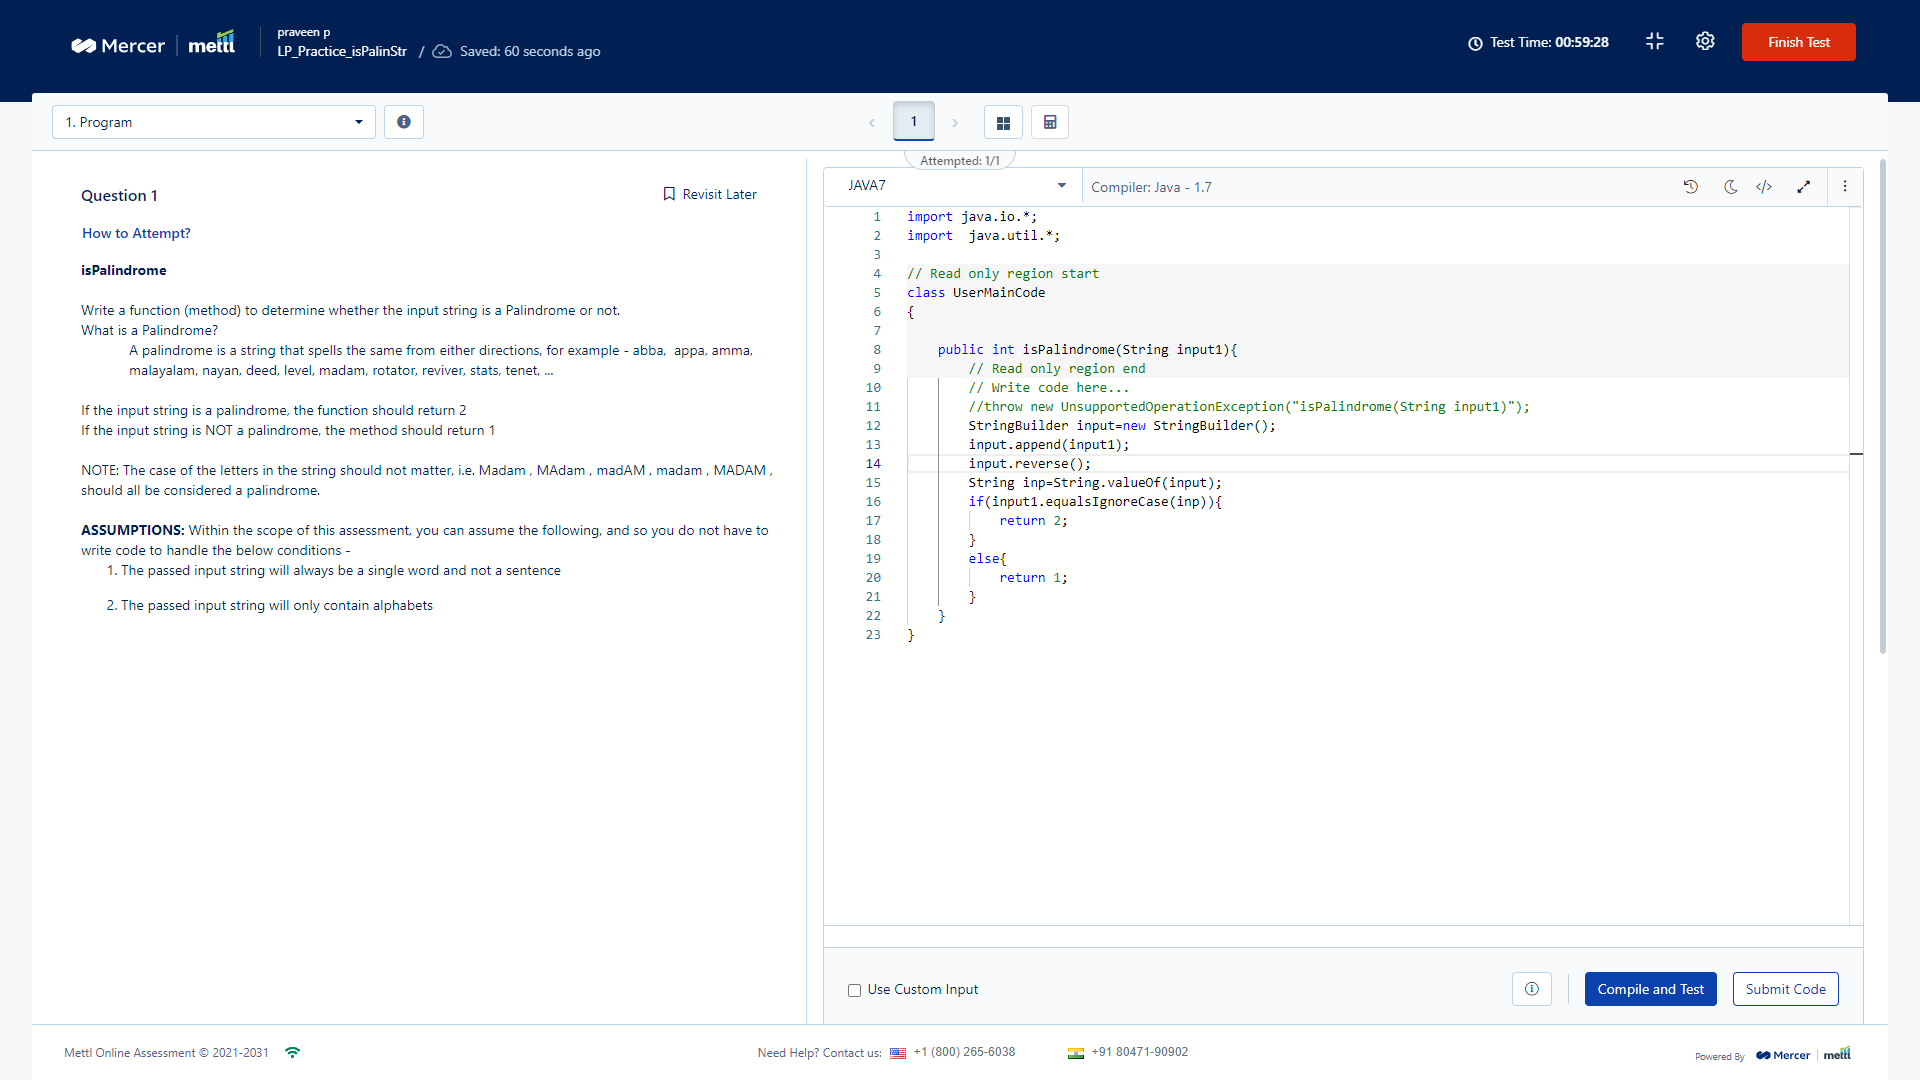 Mercer | mettl
praveen p
LP_Practice_isPalinStr / Saved: 60 seconds ago
Test Time: 00:59:28
Finish Test
1. Program
1
Attempted: 1/1
Question 1
Revisit Later
How to Attempt?
isPalindrome
Write a function (method) to determine whether the input string is a Palindrome or not.
What is a Palindrome?
A palindrome is a string that spells the same from either directions, for example - abba,  appa, amma,
malayalam, nayan, deed, level, madam, rotator, reviver, stats, tenet, ...
If the input string is a palindrome, the function should return 2
If the input string is NOT a palindrome, the method should return 1
NOTE: The case of the letters in the string should not matter, i.e. Madam , MAdam , madAM , madam , MADAM ,
should all be considered a palindrome.
ASSUMPTIONS: Within the scope of this assessment, you can assume the following, and so you do not have to
write code to handle the below conditions -
1. The passed input string will always be a single word and not a sentence
2. The passed input string will only contain alphabets
JAVA7
Compiler: Java - 1.7
1 import java.io.*;
2 import  java.util.*;
3
4 // Read only region start
5 class UserMainCode
6 {
7
8     public int isPalindrome(String input1){
9         // Read only region end
10         // Write code here...
11         //throw new UnsupportedOperationException("isPalindrome(String input1)");
12         StringBuilder input=new StringBuilder();
13         input.append(input1);
14         input.reverse();
15         String inp=String.valueOf(input);
16         if(input1.equalsIgnoreCase(inp)){
17             return 2;
18         }
19         else{
20             return 1;
21         }
22     }
23 }
Use Custom Input
Compile and Test
Submit Code
Mettl Online Assessment © 2021-2031
Need Help? Contact us: +1 (800) 265-6038
+91 80471-90902
Powered By Mercer | mettl